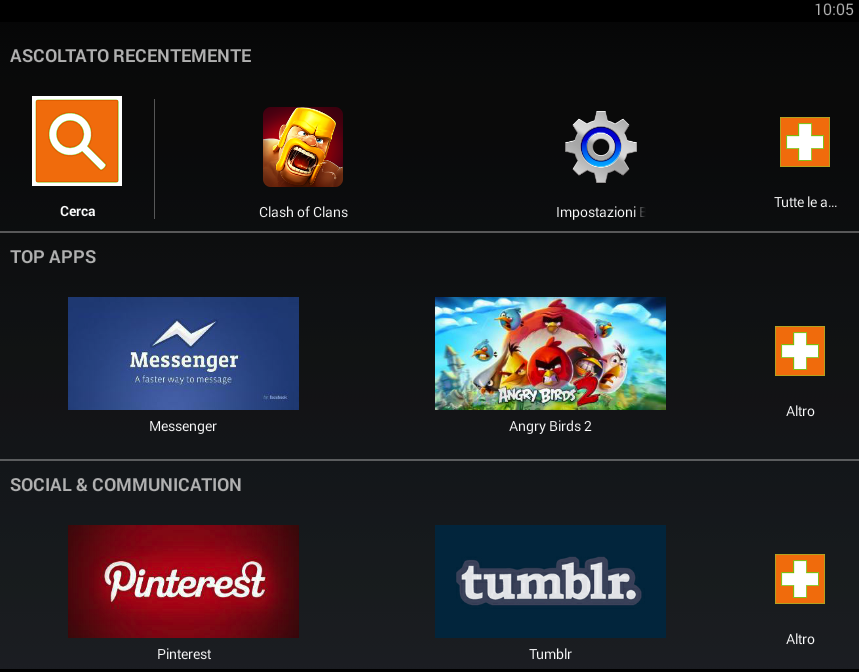 10:05
ASCOLTATO RECENTEMENTE
Cerca
Clash of Clans
Impostazioni E
Tutte le a...
TOP APPS
Messenger
A faster way to message
by facebook
ANGRY BIRDS 2
Messenger
Angry Birds 2
Altro
SOCIAL & COMMUNICATION
Pinterest
tumblr.
Pinterest
Tumblr
Altro